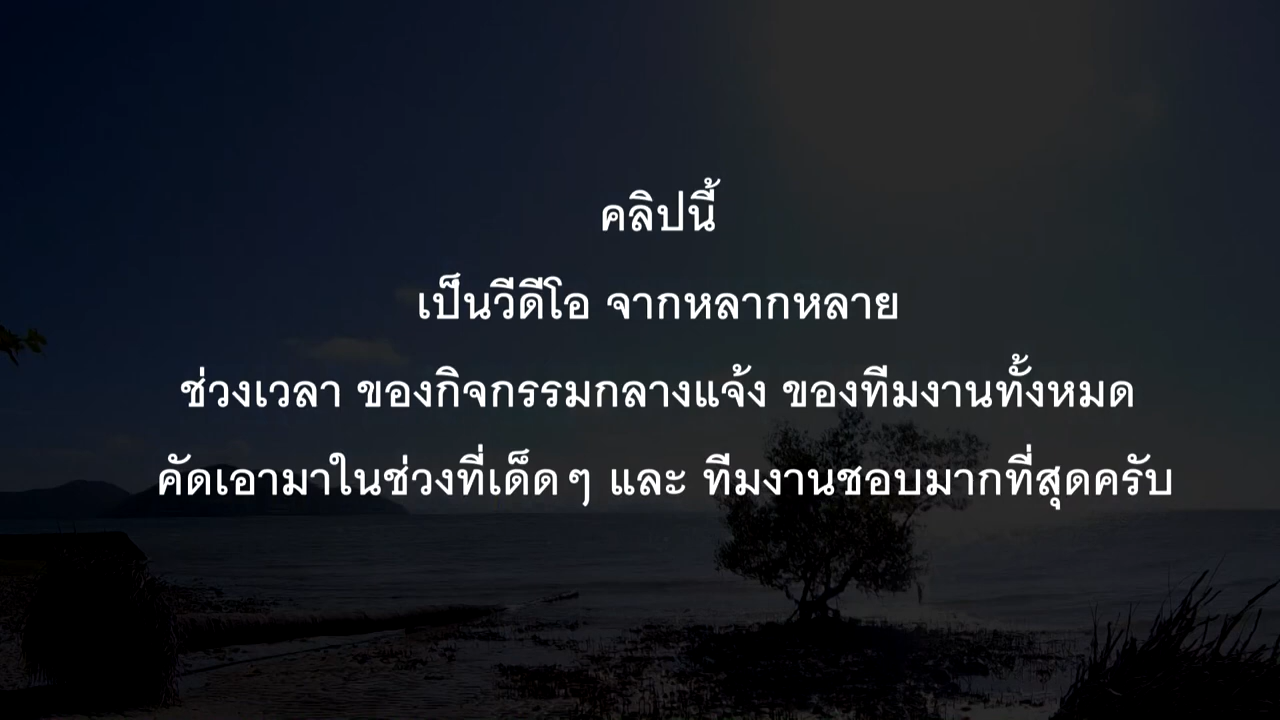 คลิปนี้
เป็นวีดีโอ จากหลากหลาย
ช่วงเวลา ของกิจกรรมกลางแจ้ง ของทีมงานทั้งหมด
คัดเอามาในช่วงที่เด็ดๆ และ ทีมงานชอบมากที่สุดครับ